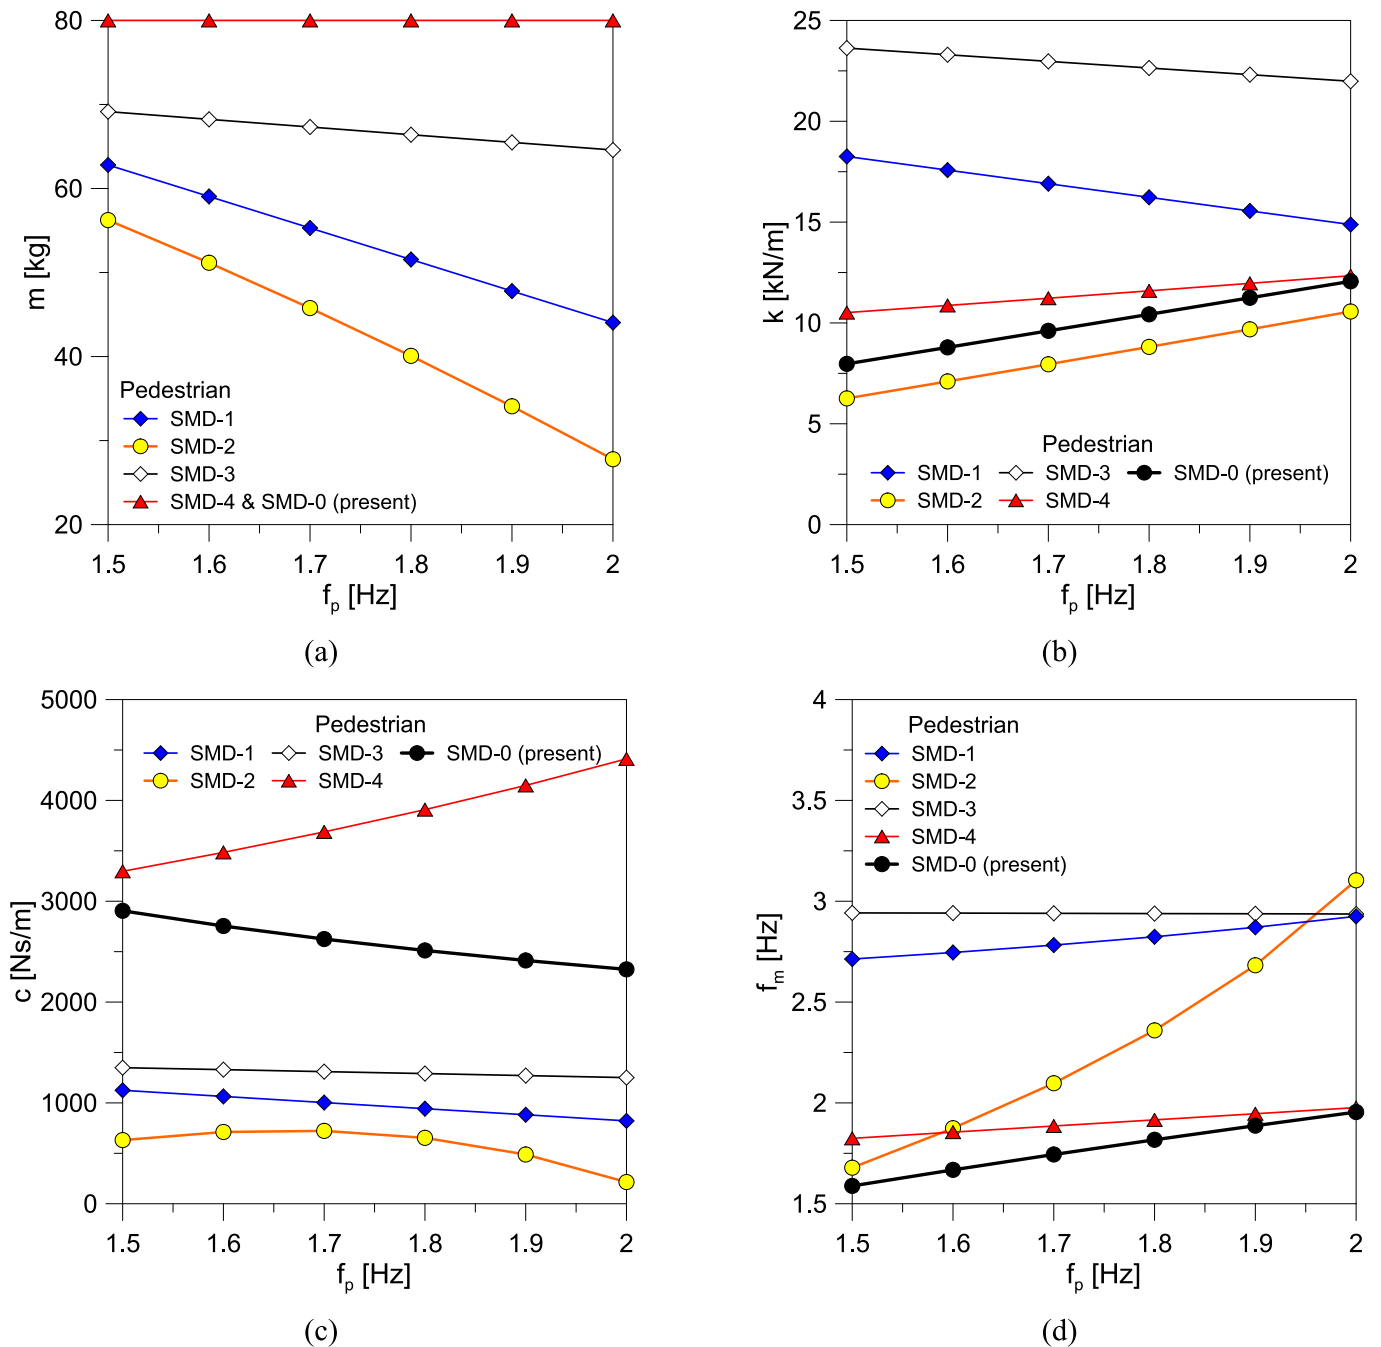 80
60
40
20
m [kg]
Pedestrian
SMD-1
SMD-2
SMD-3
SMD-4 & SMD-0 (present)
1.5 1.6 1.7 1.8 1.9 2
f_p [Hz]
(a)
25
20
15
10
5
0
k [kN/m]
Pedestrian
SMD-1 SMD-3 SMD-0 (present)
SMD-2 SMD-4
1.5 1.6 1.7 1.8 1.9 2
f_p [Hz]
(b)
5000
4000
3000
2000
1000
0
c [Ns/m]
Pedestrian
SMD-1 SMD-3 SMD-0 (present)
SMD-2 SMD-4
1.5 1.6 1.7 1.8 1.9 2
f_p [Hz]
(c)
4
3.5
3
2.5
2
1.5
f_m [Hz]
Pedestrian
SMD-1
SMD-2
SMD-3
SMD-4
SMD-0 (present)
1.5 1.6 1.7 1.8 1.9 2
f_p [Hz]
(d)